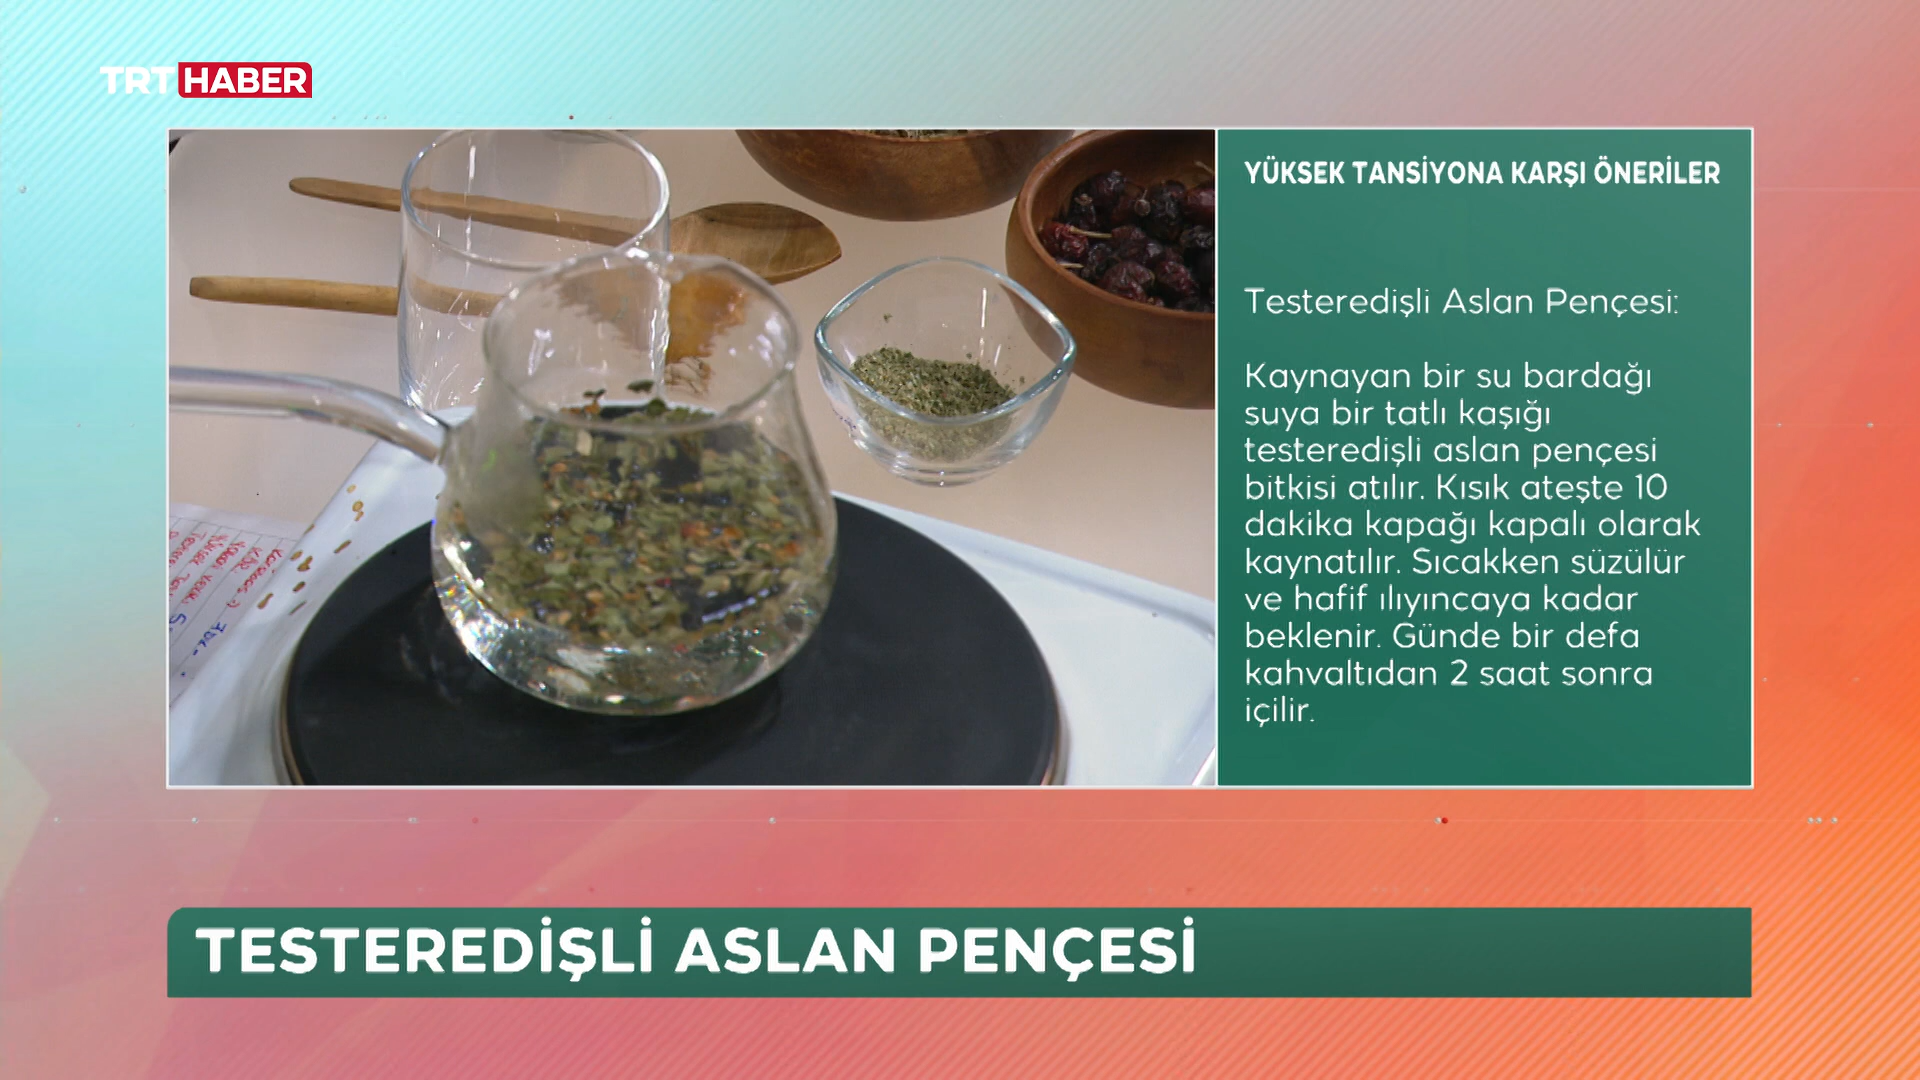 TRT HABER
YÜKSEK TANSİYONA KARŞI ÖNERİLER
Testeredişli Aslan Pençesi:
Kaynayan bir su bardağı
suya bir tatlı kaşığı
testeredişli aslan pençesi
bitkisi atılır. Kısık ateşte 10
dakika kapağı kapalı olarak
kaynatılır. Sıcakken süzülür
ve hafif ılıyıncaya kadar
beklenir. Günde bir defa
kahvaltıdan 2 saat sonra
içilir.
TESTEREDİŞLİ ASLAN PENÇESİ